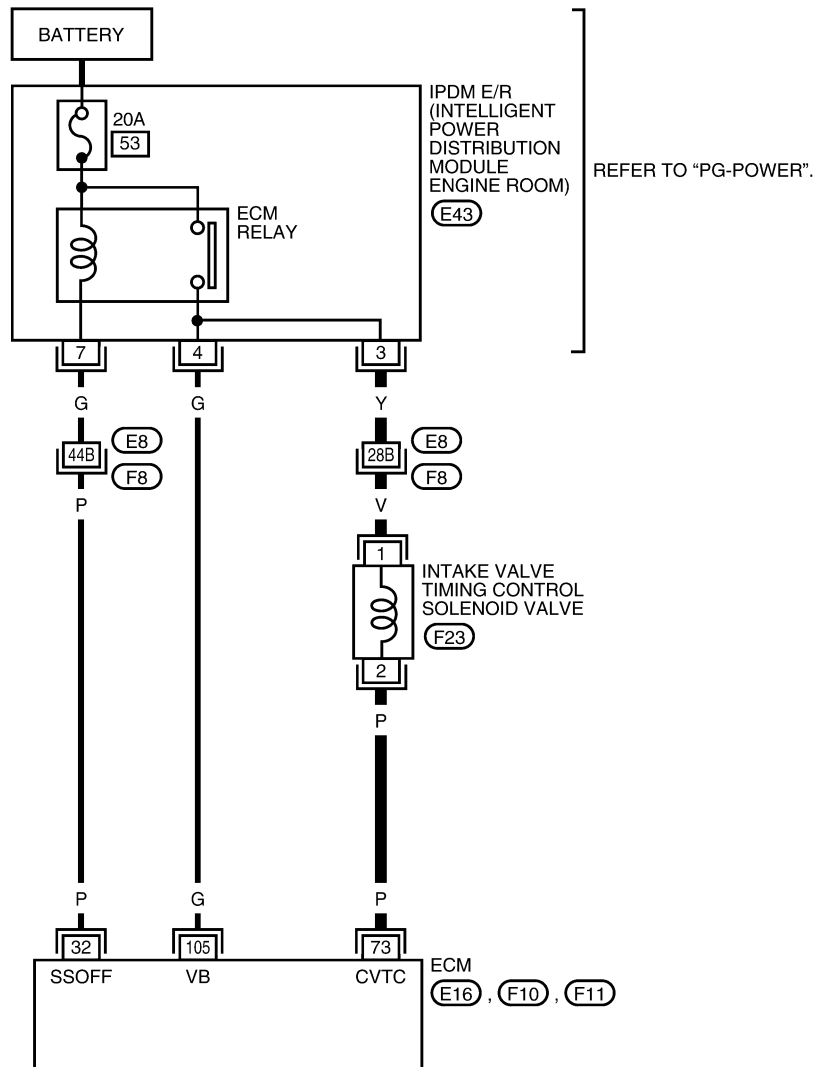 BATTERY
20A
53
ECM
RELAY
IPDM E/R
(INTELLIGENT
POWER
DISTRIBUTION
MODULE
ENGINE ROOM)
E43
REFER TO “PG-POWER”.
7 4 3
G G Y
44B E8 28B E8
F8 F8
P V
1
INTAKE VALVE
TIMING CONTROL
SOLENOID VALVE
F23
2
P
P G P
32 105 73
SSOFF VB CVTC
ECM
E16 , F10 , F11